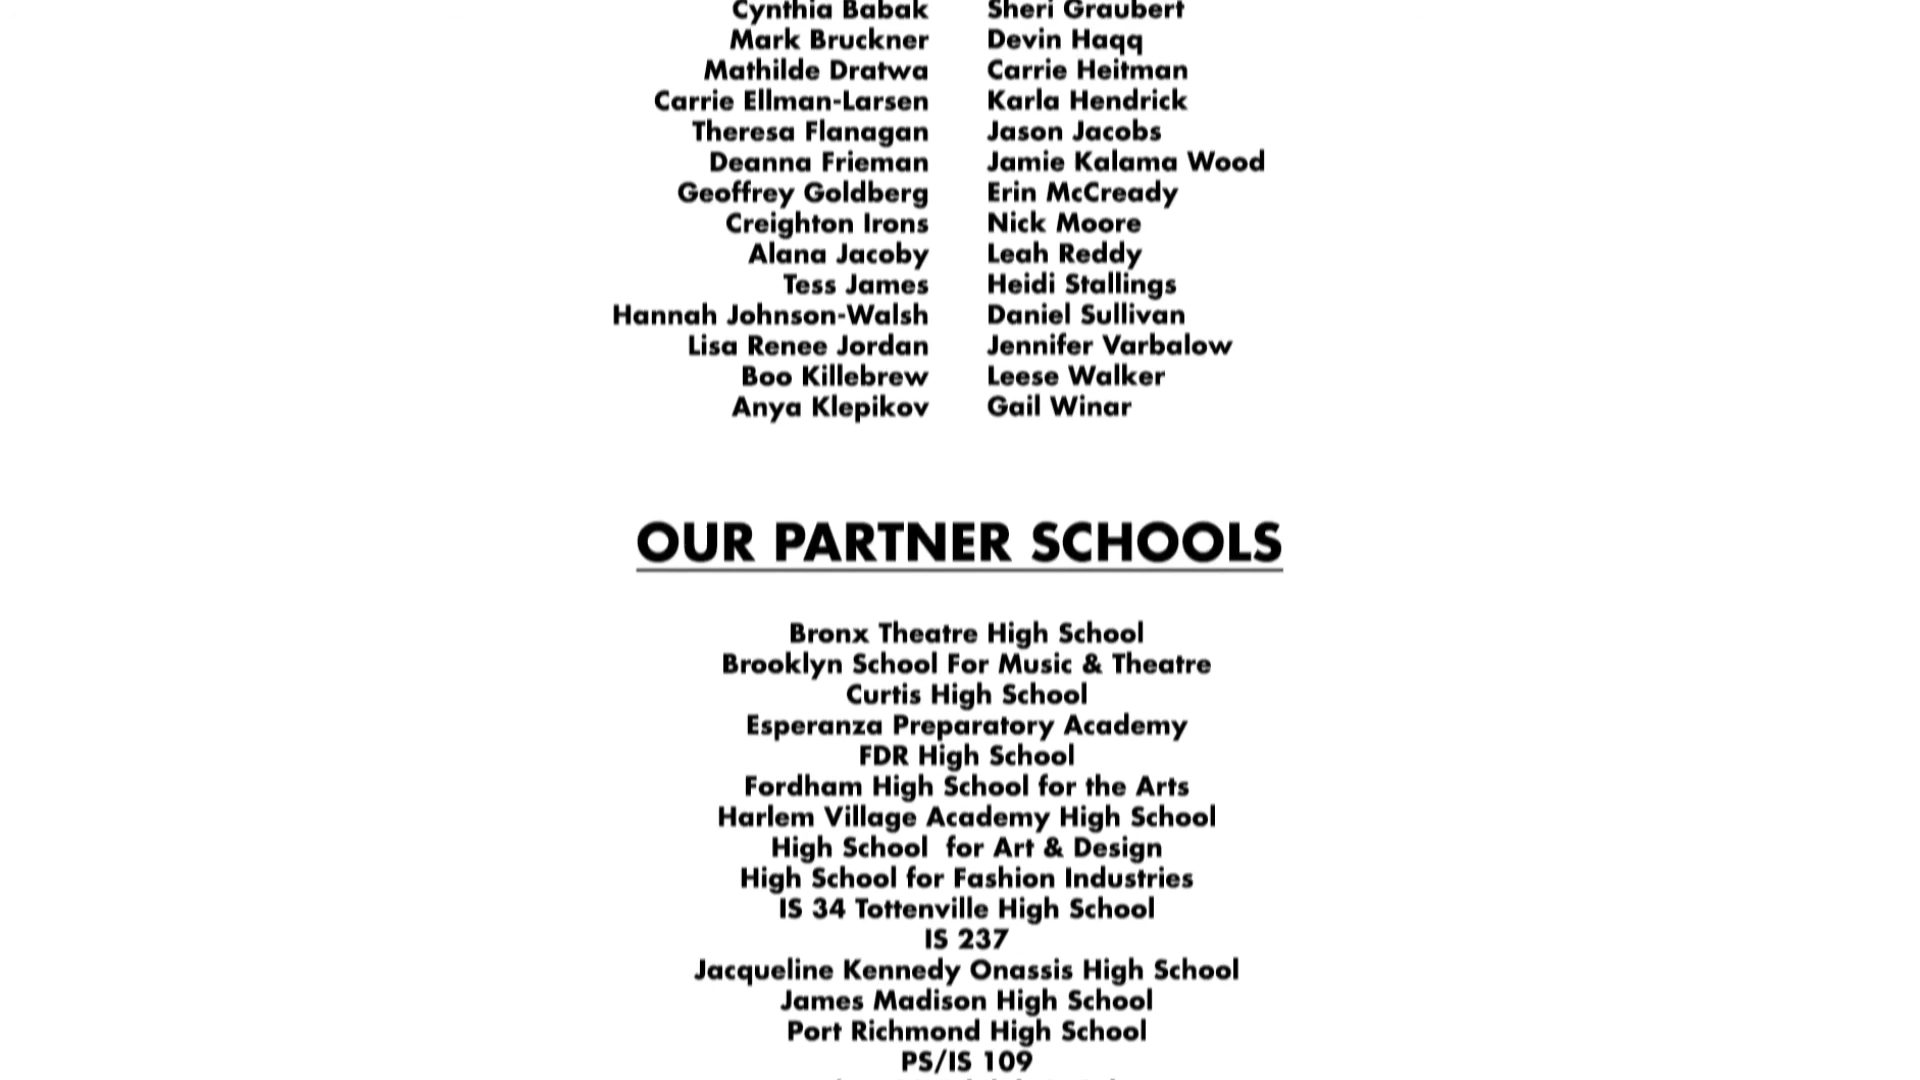 Cynthia Babak Sheri Graubert
Mark Bruckner Devin Haqq
Mathilde Dratwa Carrie Heitman
Carrie Ellman-Larsen Karla Hendrick
Theresa Flanagan Jason Jacobs
Deanna Frieman Jamie Kalama Wood
Geoffrey Goldberg Erin McCready
Creighton Irons Nick Moore
Alana Jacoby Leah Reddy
Tess James Heidi Stallings
Hannah Johnson-Walsh Daniel Sullivan
Lisa Renee Jordan Jennifer Varbalow
Boo Killebrew Leese Walker
Anya Klepikov Gail Winar
OUR PARTNER SCHOOLS
Bronx Theatre High School
Brooklyn School For Music & Theatre
Curtis High School
Esperanza Preparatory Academy
FDR High School
Fordham High School for the Arts
Harlem Village Academy High School
High School  for Art & Design
High School for Fashion Industries
IS 34 Tottenville High School
IS 237
Jacqueline Kennedy Onassis High School
James Madison High School
Port Richmond High School
PS/IS 109